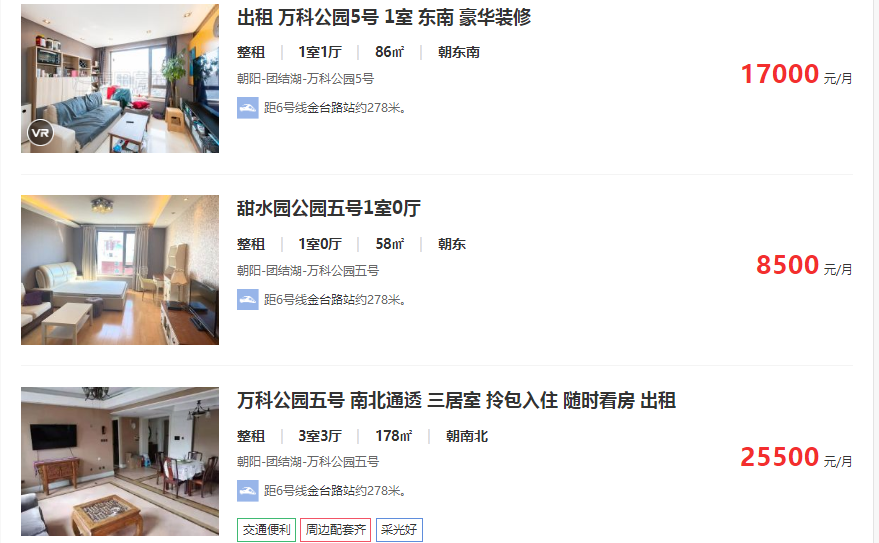 出租 万科公园5号 1室 东南 豪华装修
整租 | 1室1厅 | 86㎡ | 朝东南
朝阳-团结湖-万科公园5号
17000 元/月
距6号线金台路站约278米。
VR
甜水园公园五号1室0厅
整租 | 1室0厅 | 58㎡ | 朝东
朝阳-团结湖-万科公园五号
8500 元/月
距6号线金台路站约278米。
万科公园五号 南北通透 三居室 拎包入住 随时看房 出租
整租 | 3室3厅 | 178㎡ | 朝南北
朝阳-团结湖-万科公园五号
25500 元/月
距6号线金台路站约278米。
交通便利 周边配套齐 采光好